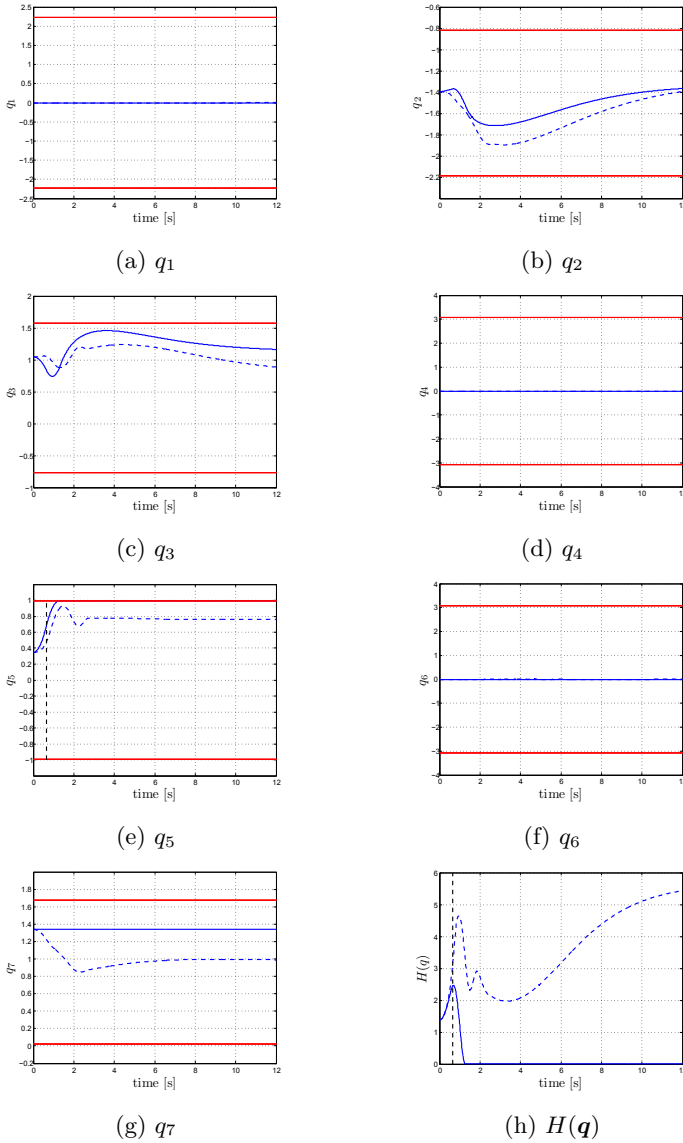 2.5
2
1.5
1
0.5
0
−0.5
−1
−1.5
−2
−2.5
q1
0 2 4 6 8 10 12
time [s]
(a) q1
−0.6
−0.8
−1
−1.2
−1.4
−1.6
−1.8
−2
−2.2
q2
0 2 4 6 8 10 12
time [s]
(b) q2
2
1.5
1
0.5
0
−0.5
−1
q3
0 2 4 6 8 10 12
time [s]
(c) q3
4
3
2
1
0
−1
−2
−3
−4
q4
0 2 4 6 8 10 12
time [s]
(d) q4
1
0.8
0.6
0.4
0.2
0
−0.2
−0.4
−0.6
−0.8
−1
q5
0 2 4 6 8 10 12
time [s]
(e) q5
4
3
2
1
0
−1
−2
−3
−4
q6
0 2 4 6 8 10 12
time [s]
(f) q6
1.8
1.6
1.4
1.2
1
0.8
0.6
0.4
0.2
0
−0.2
q7
0 2 4 6 8 10 12
time [s]
(g) q7
6
5
4
3
2
1
0
H(q)
0 2 4 6 8 10 12
time [s]
(h) H(q)